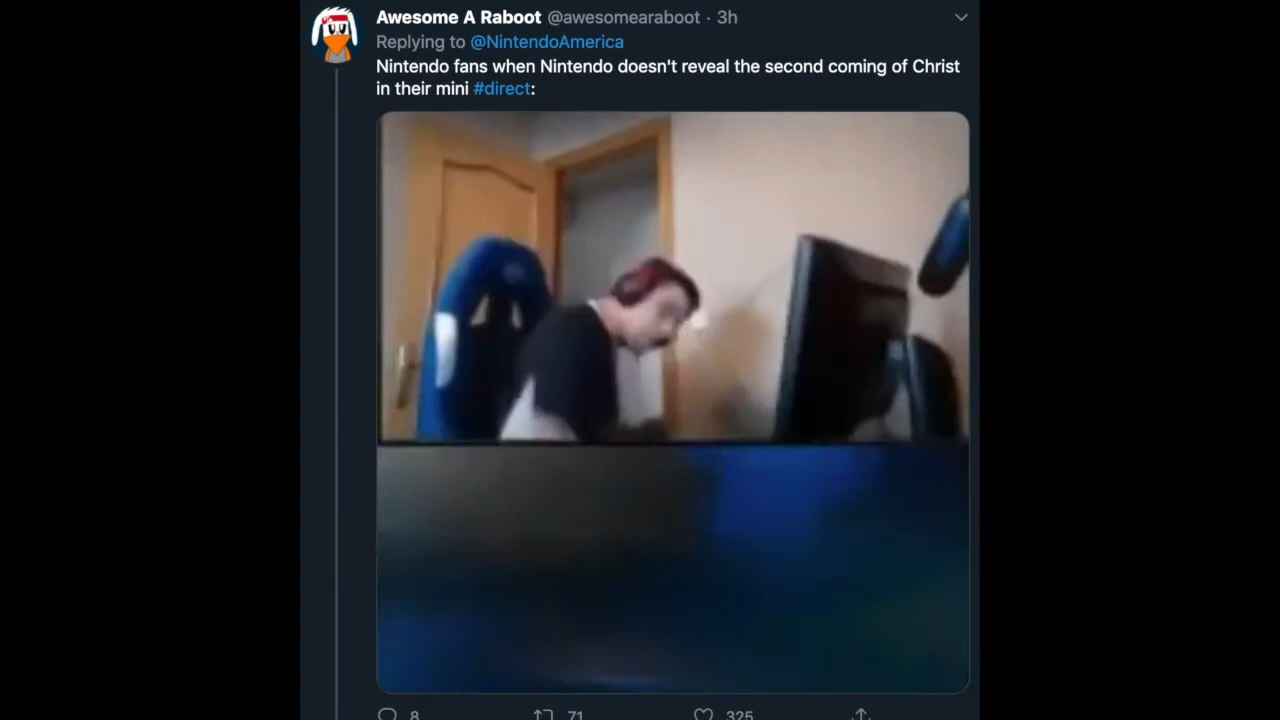 Awesome A Raboot @awesomearaboot · 3h
Replying to @NintendoAmerica
Nintendo fans when Nintendo doesn't reveal the second coming of Christ
in their mini #direct:
8 71 325